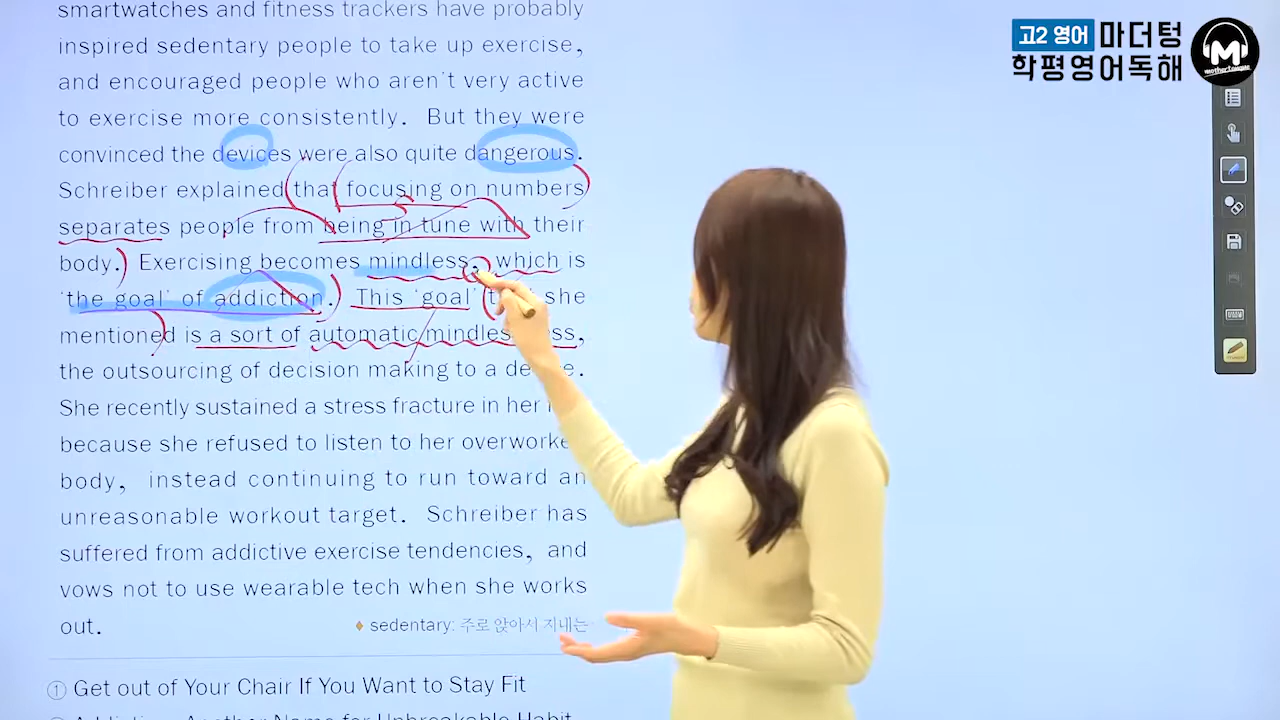 smartwatches and fitness trackers have probably
inspired sedentary people to take up exercise,
and encouraged people who aren't very active
to exercise more consistently. But they were
convinced the devices were also quite dangerous.
Schreiber explained that focusing on numbers
separates people from being in tune with their
body. Exercising becomes mindless, which is
'the goal' of addiction. This 'goal' she
mentioned is a sort of automatic
the outsourcing of decision making to a
She recently sustained a stress fracture in her
because she refused to listen to her
body, instead continuing to run toward an
unreasonable workout target. Schreiber has
suffered from addictive exercise tendencies, and
vows not to use wearable tech when she works
out.
◆ sedentary: 주로 앉아서 지내는
① Get out of Your Chair If You Want to Stay Fit
Addiction: Another Name for Unbreakable Habit
고2 영어 마더텅
학평영어독해
M
mothertongue